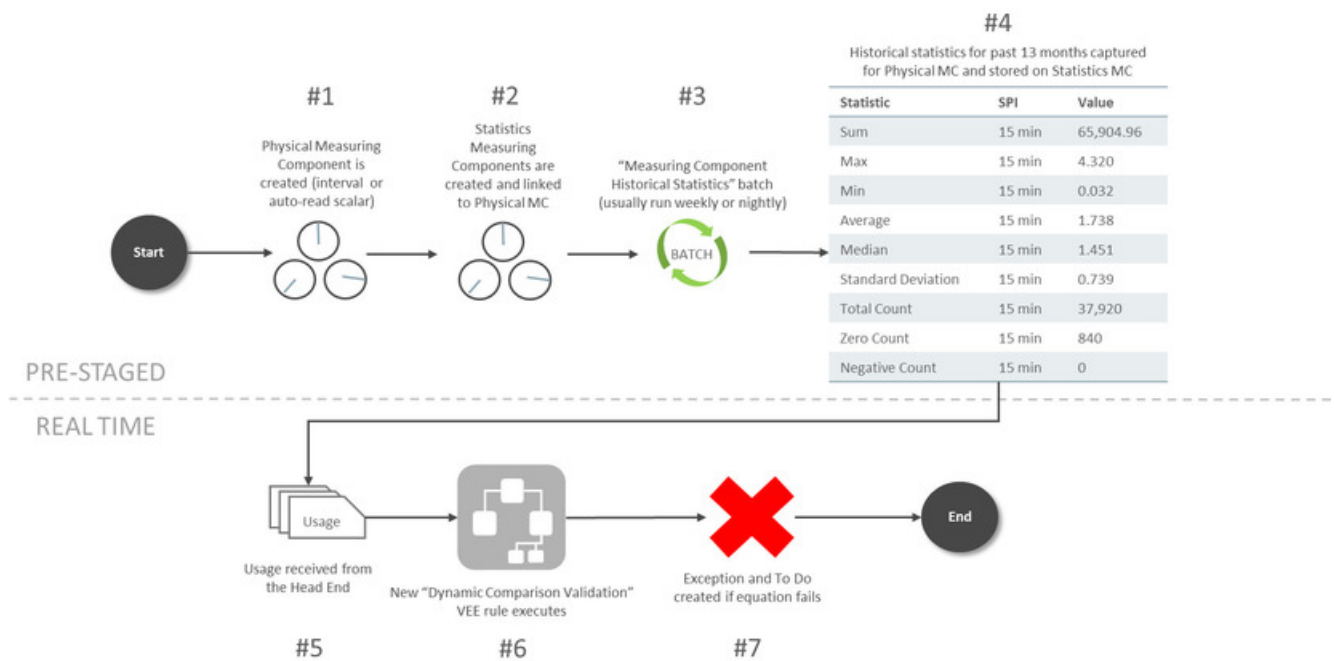 #4
Historical statistics for past 13 months captured
for Physical MC and stored on Statistics MC
Statistic SPI Value
Sum 15 min 65,904.96
Max 15 min 4.320
Min 15 min 0.032
Average 15 min 1.738
Median 15 min 1.451
Standard Deviation 15 min 0.739
Total Count 15 min 37,920
Zero Count 15 min 840
Negative Count 15 min 0
#1
Physical Measuring
Component is
created (interval or
auto-read scalar)
#2
Statistics
Measuring
Components are
created and linked
to Physical MC
#3
“Measuring Component
Historical Statistics” batch
(usually run weekly or nightly)
Start
BATCH
PRE-STAGED
REAL TIME
Usage
End
Usage received from
the Head End
#5
New “Dynamic Comparison Validation”
VEE rule executes
#6
Exception and To Do
created if equation fails
#7